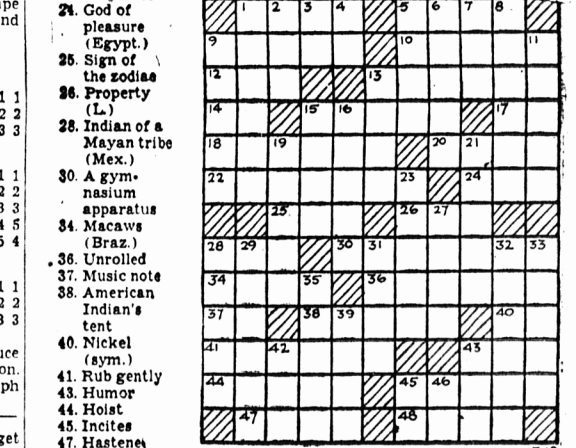 pe
nd
1 1
2 2
3 3
1 1
2 2
4 5
5 4
1 1
2 2
3 3
uce
on.
ph
get
24. God of
pleasure
(Egypt.)
25. Sign of
the zodiac
26. Property
(L.)
28. Indian of a
Mayan tribe
(Mex.)
30. A gym-
nasium
apparatus
34. Macaws
(Braz.)
36. Unrolled
37. Music note
38. American
Indian's
tent
40. Nickel
(sym.)
41. Rub gently
43. Humor
44. Hoist
45. Incites
47. Hastened
1 2 3 4 5 6 7 8
9 10 11
12 13
14 15 16 17
18 19 20 21
22 23 24
25 26 27
28 29 30 31 32 33
34 35 36
37 38 39 40
41 42 43
44 45 46
47 48